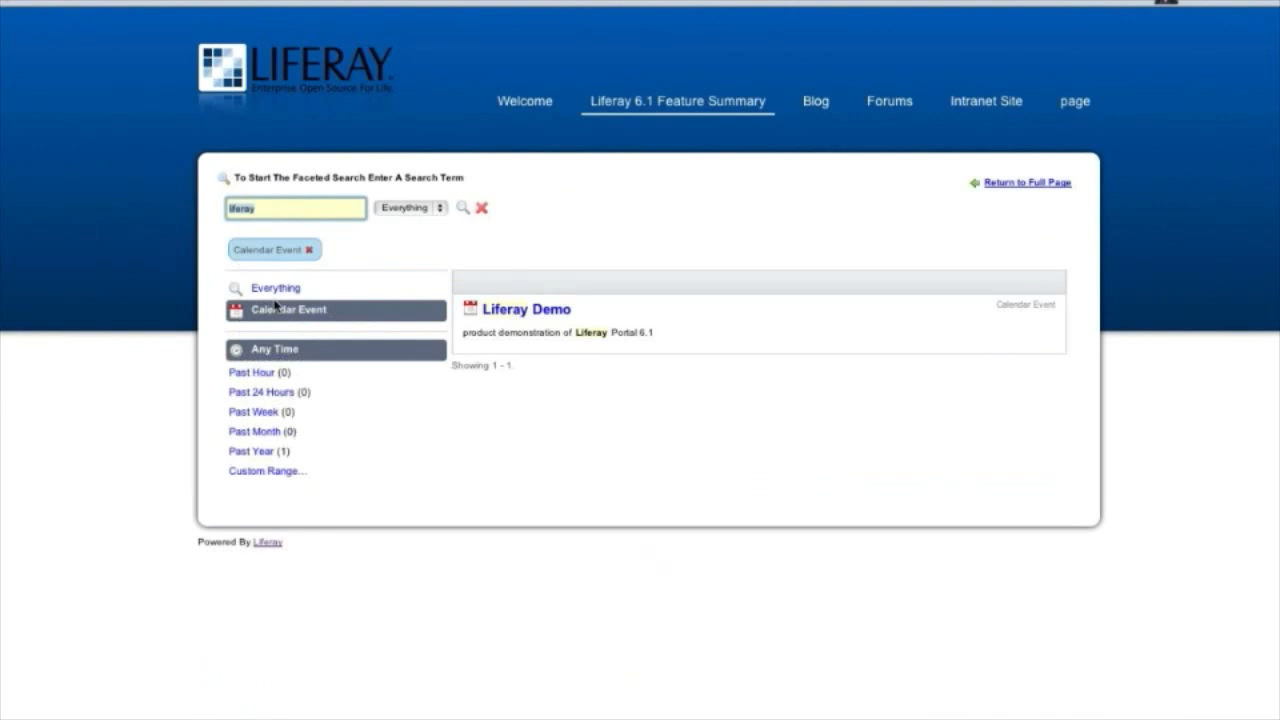 LIFERAY.
Enterprise Open Source For Life.
Welcome Liferay 6.1 Feature Summary Blog Forums Intranet Site page
To Start The Faceted Search Enter A Search Term
Return to Full Page
liferay Everything
Calendar Event
Everything
Calendar Event
Liferay Demo Calendar Event
product demonstration of Liferay Portal 6.1
Showing 1 - 1.
Any Time
Past Hour (0)
Past 24 Hours (0)
Past Week (0)
Past Month (0)
Past Year (1)
Custom Range...
Powered By Liferay